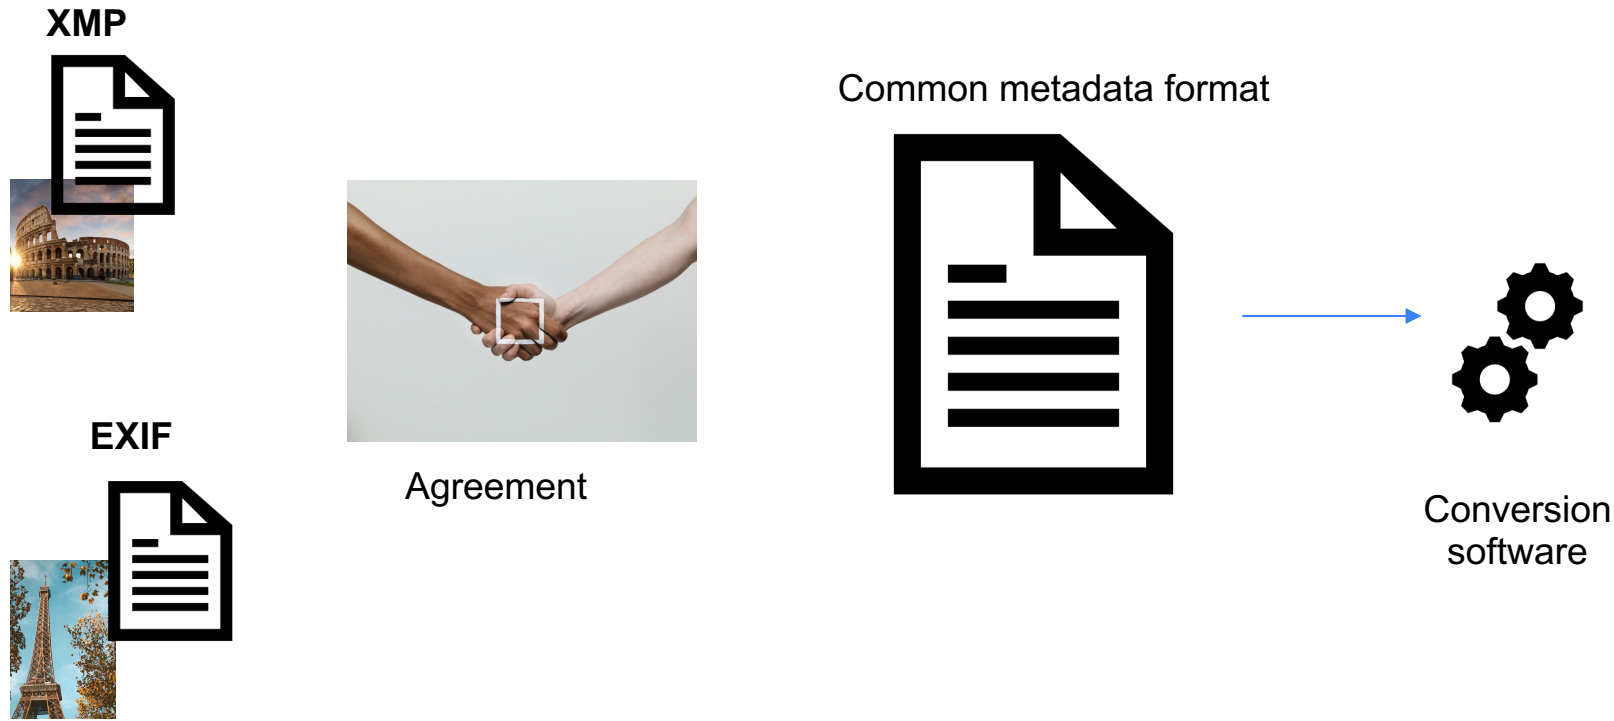 XMP
Common metadata format
EXIF
Agreement
Conversion
software